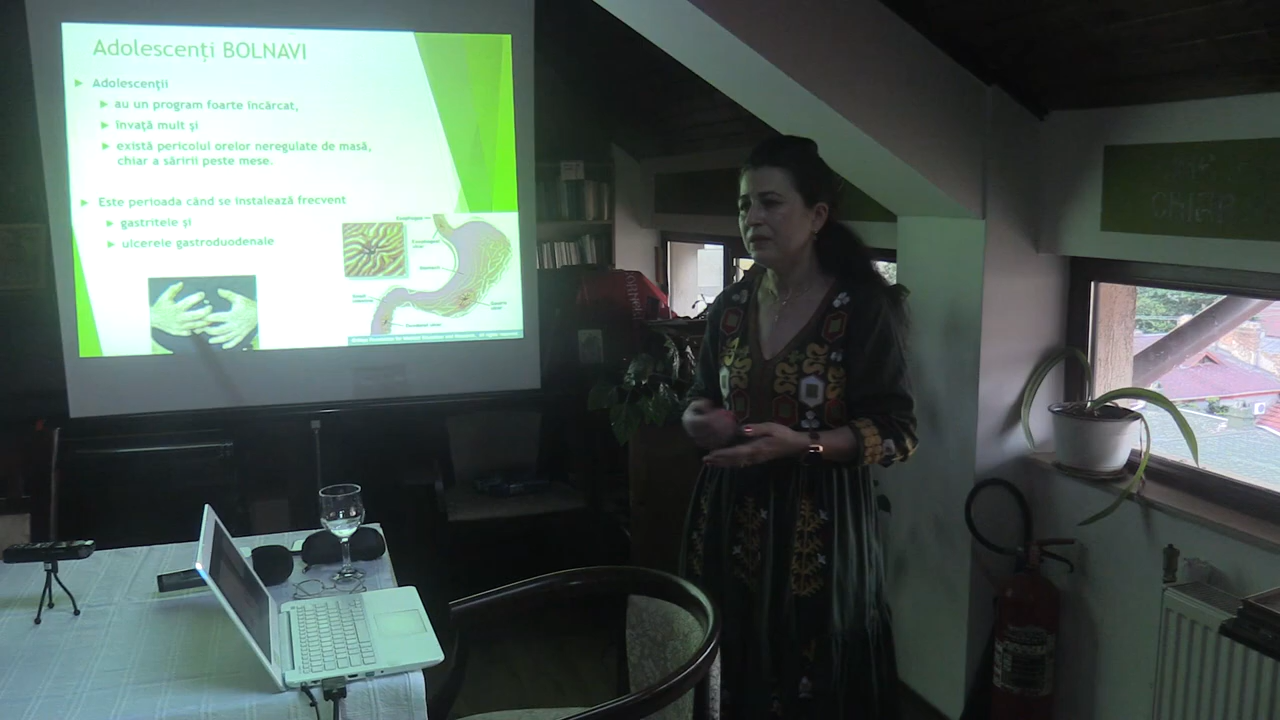 Adolescenți BOLNAVI
Adolescenții
au un program foarte încărcat,
învață mult și
există pericolul orelor neregulate de masă,
chiar a săririi peste mese.
Este perioada când se instalează frecvent
gastritele și
ulcerele gastroduodenale
Esophagus